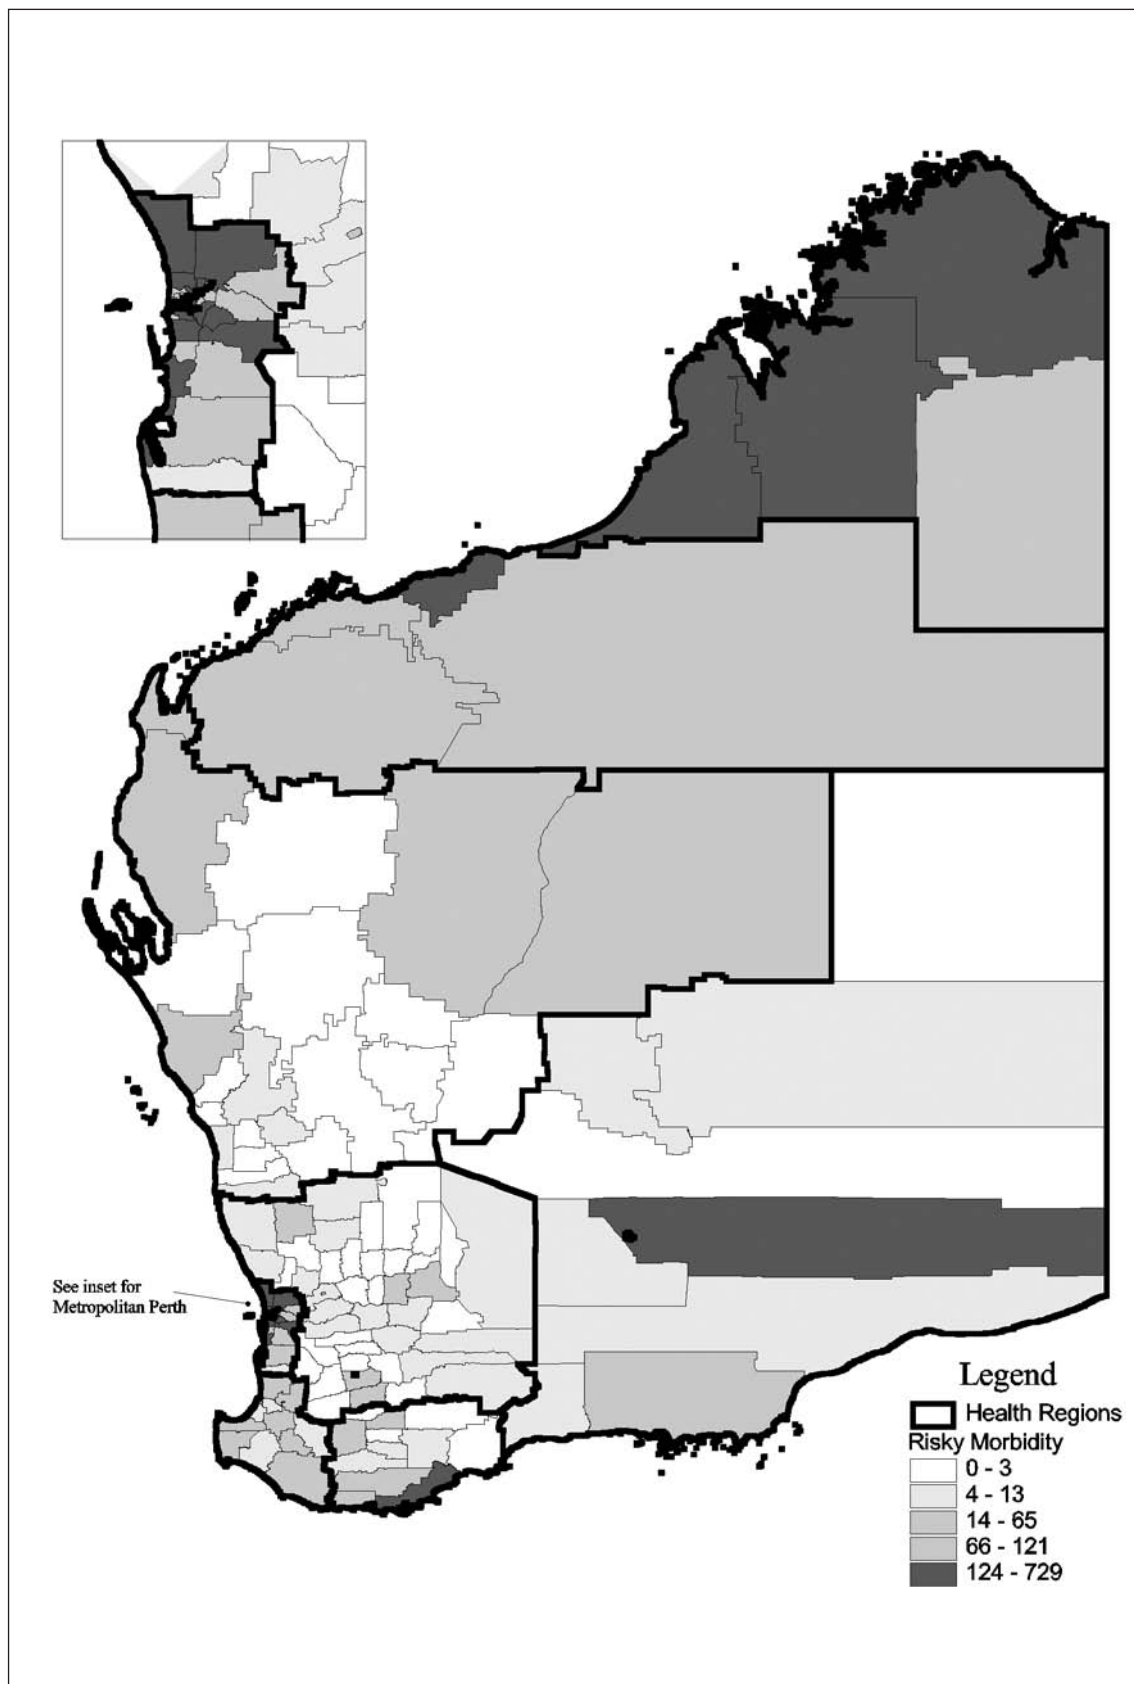 See inset for
Metropolitan Perth
Legend
Health Regions
Risky Morbidity
0 - 3
4 - 13
14 - 65
66 - 121
124 - 729